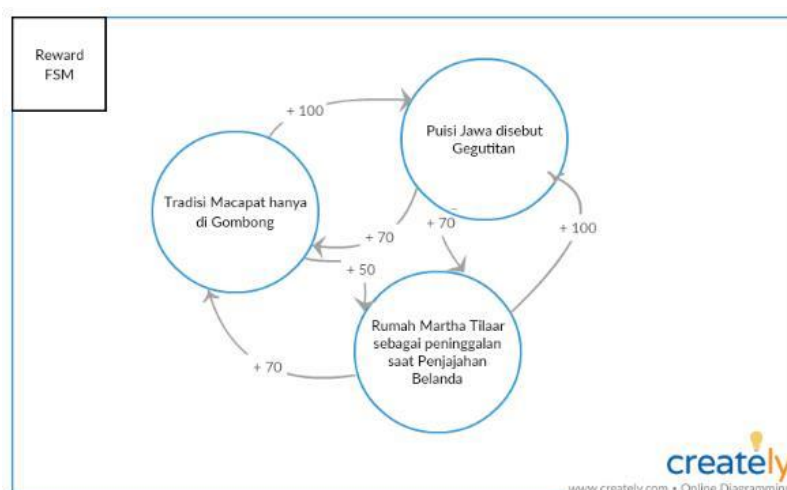 Reward
FSM
+ 100
Puisi Jawa disebut
Gegutitan
Tradisi Macapat hanya
di Gombong
+ 70
+ 70
+ 100
+ 50
Rumah Martha Tilaar
sebagai peninggalan
saat Penjajahan
Belanda
+ 70
creately
www.creately.com • Online Diagramming